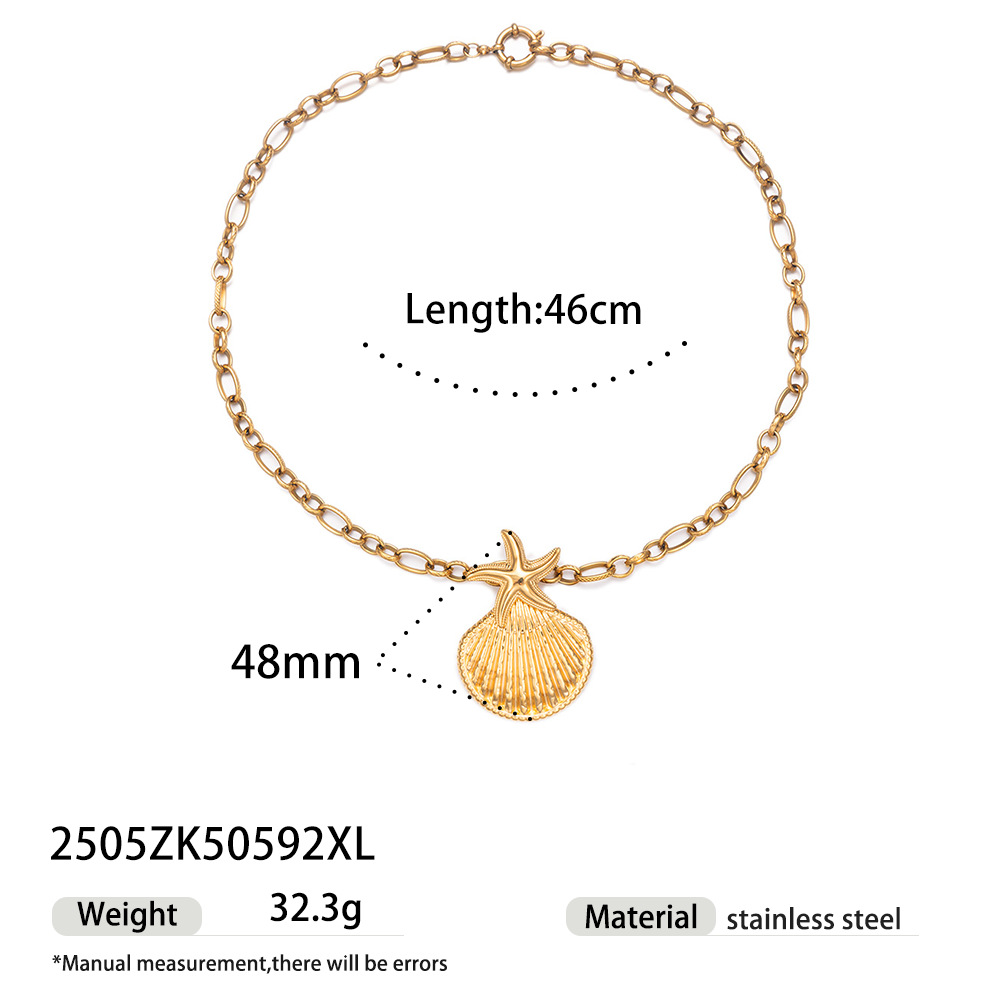 Length:46cm
48mm
2505ZK50592XL
Weight 32.3g
Material stainless steel
*Manual measurement,there will be errors